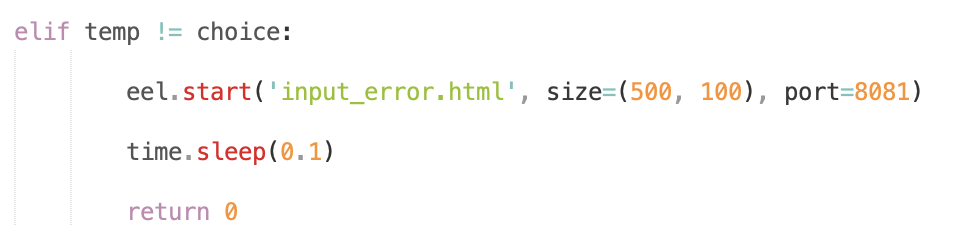 elif temp != choice:
eel.start('input_error.html', size=(500, 100), port=8081)
time.sleep(0.1)
return 0